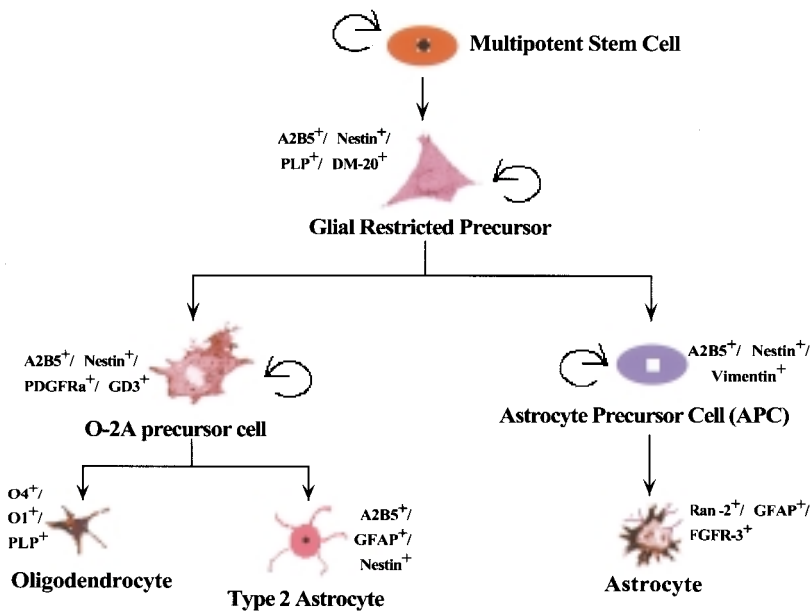 Multipotent Stem Cell
A2B5+/ Nestin+/
PLP+/ DM-20+
Glial Restricted Precursor
A2B5+/ Nestin+/
PDGFRa+/ GD3+
O-2A precursor cell
A2B5+/ Nestin+/
Vimentin+
Astrocyte Precursor Cell (APC)
O4+/
O1+/
PLP+
Oligodendrocyte
A2B5+/
GFAP+/
Nestin+
Type 2 Astrocyte
Ran -2+/ GFAP+/
FGFR-3+
Astrocyte